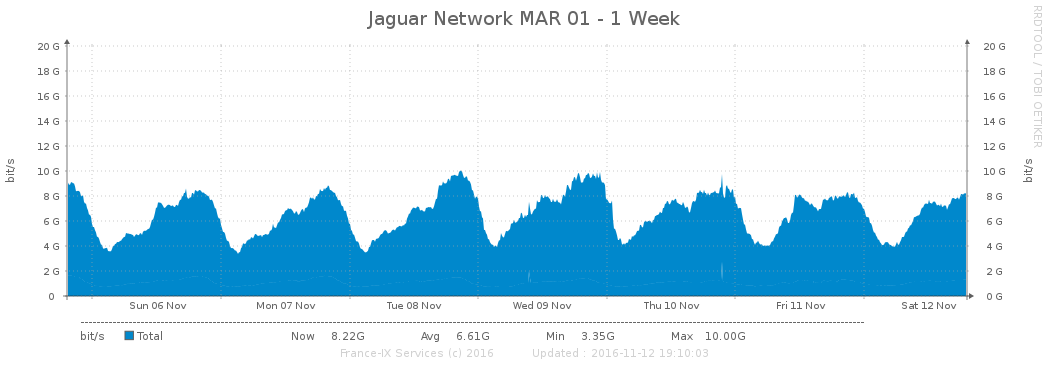 Jaguar Network MAR 01 - 1 Week
RRDTOOL / TOBI OETIKER
bit/s
bit/s
20 G 20 G
18 G 18 G
16 G 16 G
14 G 14 G
12 G 12 G
10 G 10 G
8 G 8 G
6 G 6 G
4 G 4 G
2 G 2 G
0 0 G
Sun 06 Nov Mon 07 Nov Tue 08 Nov Wed 09 Nov Thu 10 Nov Fri 11 Nov Sat 12 Nov
bit/s Total Now 8.22G Avg 6.61G Min 3.35G Max 10.00G
France-IX Services (c) 2016 Updated : 2016-11-12 19:10:03